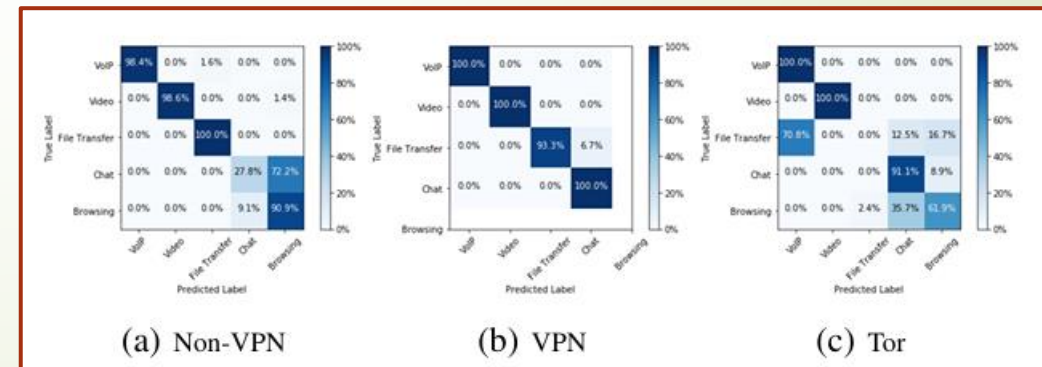 100% 100% 100%
VoIP 98.4% 0.0% 1.6% 0.0% 0.0% VoIP 100.0% 0.0% 0.0% 0.0% VoIP 100.0% 0.0% 0.0% 0.0% 0.0%
80% 80% 80%
Video 0.0% 98.6% 0.0% 0.0% 1.4% Video 0.0% 100.0% 0.0% 0.0% Video 0.0% 100.0% 0.0% 0.0% 0.0%
60% 60% 60%
True Label File Transfer 0.0% 0.0% 100.0% 0.0% 0.0% True Label File Transfer 0.0% 0.0% 93.3% 6.7% True Label File Transfer 70.8% 0.0% 0.0% 12.5% 16.7%
40% 40% 40%
Chat 0.0% 0.0% 0.0% 27.8% 72.2% Chat 0.0% 0.0% 0.0% 100.0% Chat 0.0% 0.0% 0.0% 91.1% 8.9%
20% 20% 20%
Browsing 0.0% 0.0% 0.0% 9.1% 90.9% Browsing Browsing 0.0% 0.0% 2.4% 35.7% 61.9%
0% 0% 0%
VoIP Video File Transfer Chat Browsing VoIP Video File Transfer Chat Browsing VoIP Video File Transfer Chat Browsing
Predicted Label Predicted Label Predicted Label
(a) Non-VPN (b) VPN (c) Tor